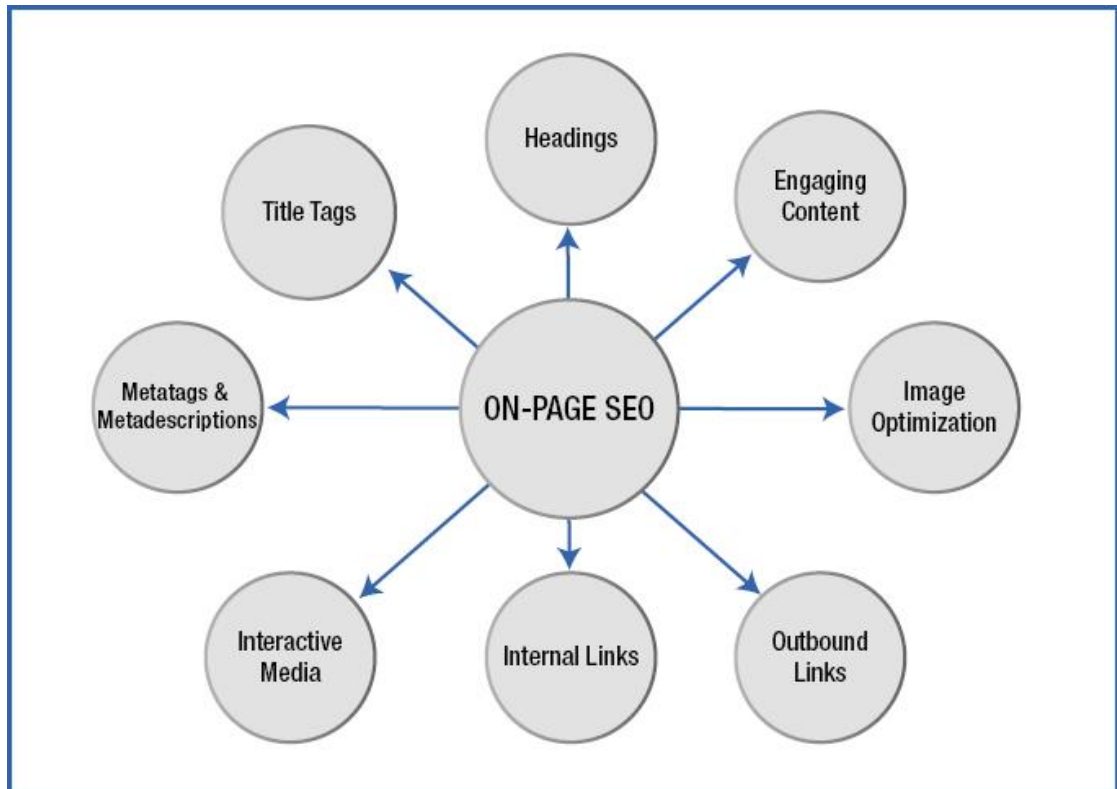 Headings
Engaging
Content
Title Tags
Metatags &
Metadescriptions
ON-PAGE SEO
Image
Optimization
Interactive
Media
Internal Links
Outbound
Links